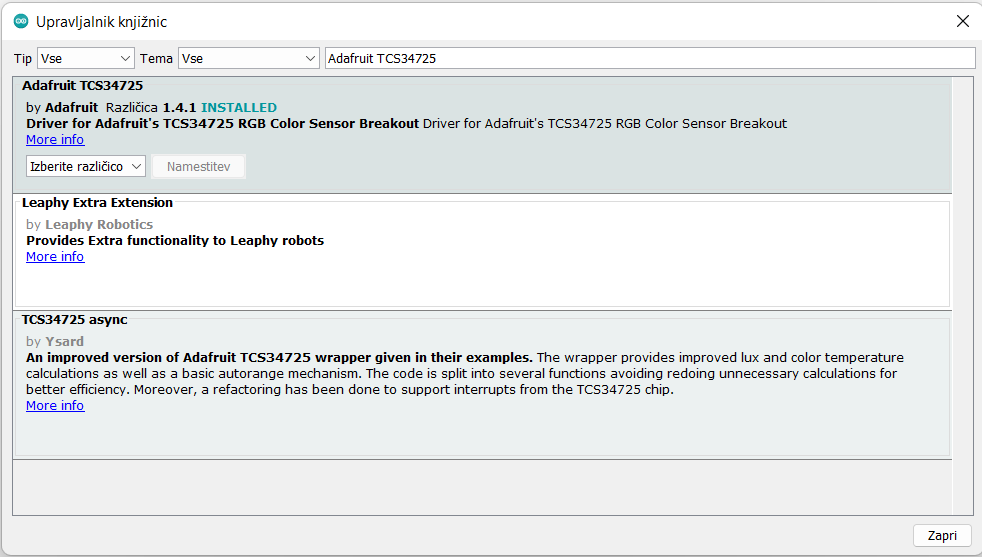 Upravljalnik knjižnic
Tip Vse Tema Vse Adafruit TCS34725
Adafruit TCS34725
by Adafruit Različica 1.4.1 INSTALLED
Driver for Adafruit's TCS34725 RGB Color Sensor Breakout Driver for Adafruit's TCS34725 RGB Color Sensor Breakout
More info
Izberite različico Namestitev
Leaphy Extra Extension
by Leaphy Robotics
Provides Extra functionality to Leaphy robots
More info
TCS34725 async
by Ysard
An improved version of Adafruit TCS34725 wrapper given in their examples. The wrapper provides improved lux and color temperature
calculations as well as a basic autorange mechanism. The code is split into several functions avoiding redoing unnecessary calculations for
better efficiency. Moreover, a refactoring has been done to support interrupts from the TCS34725 chip.
More info
Zapri